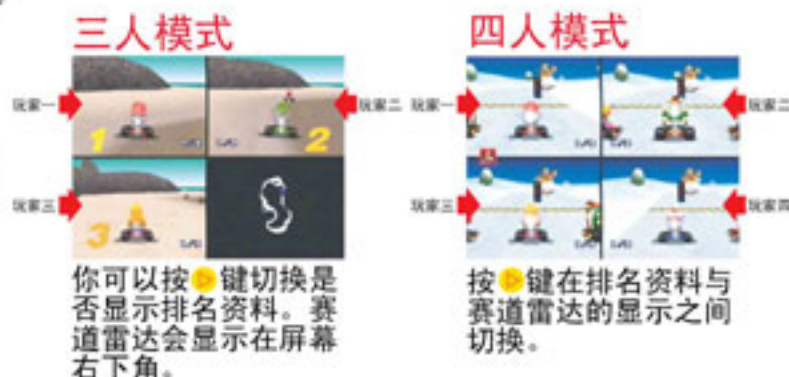 三人模式
四人模式
玩家一
玩家二
1
2
玩家三
3
玩家一
玩家二
玩家三
玩家四
你可以按键切换是
否显示排名资料。赛
道雷达会显示在屏幕
右下角。
按键在排名资料与
赛道雷达的显示之间
切换。